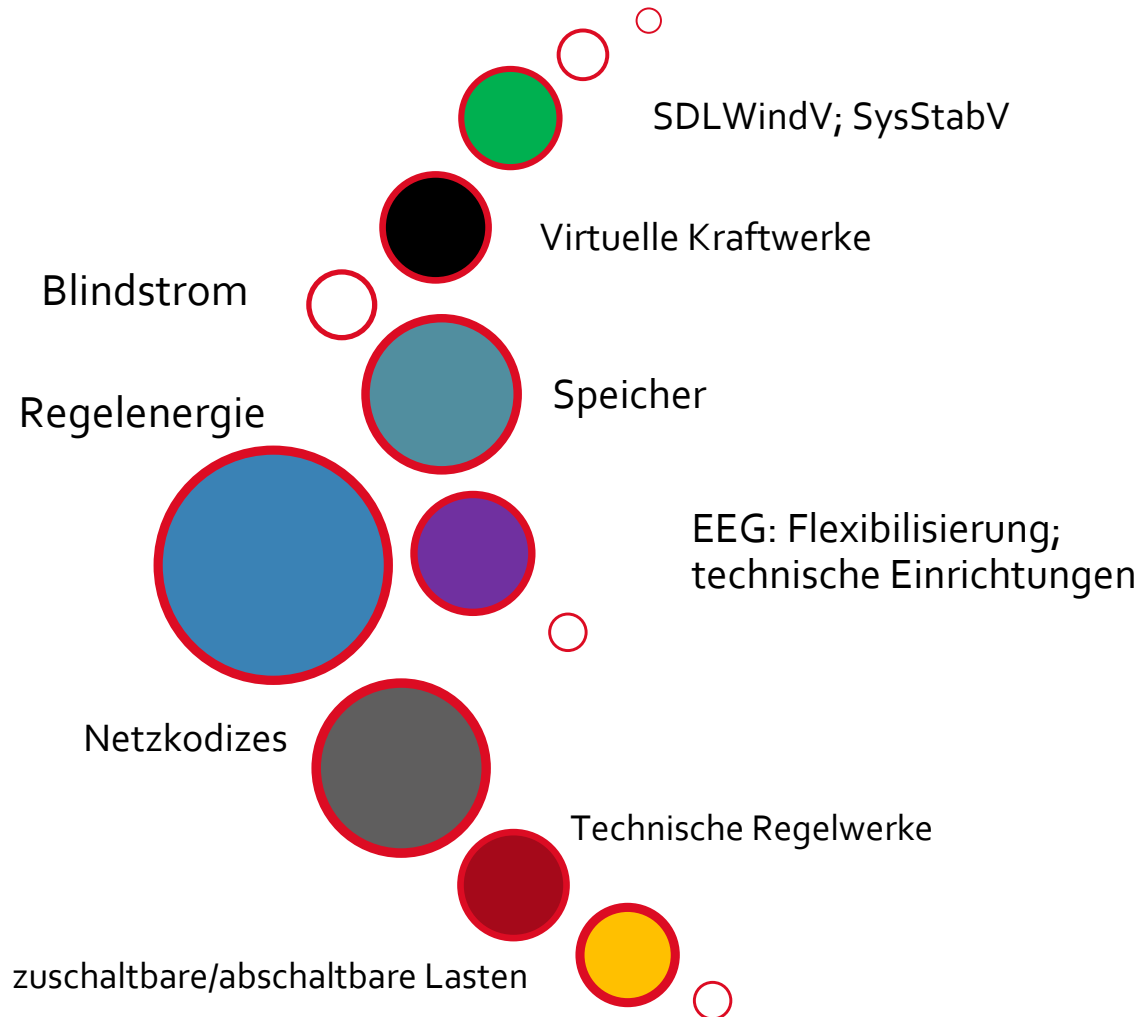 SDLWindV; SysStabV
Virtuelle Kraftwerke
Blindstrom
Speicher
Regelenergie
EEG: Flexibilisierung;
technische Einrichtungen
Netzkodizes
Technische Regelwerke
zuschaltbare/abschaltbare Lasten